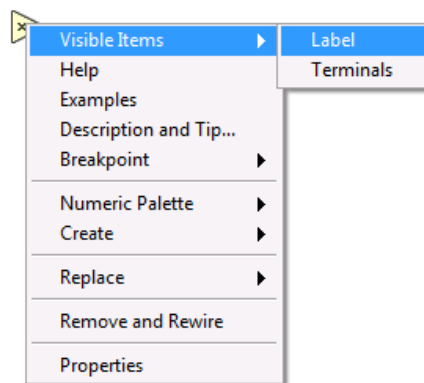 Visible Items
Label
Help
Terminals
Examples
Description and Tip...
Breakpoint
Numeric Palette
Create
Replace
Remove and Rewire
Properties